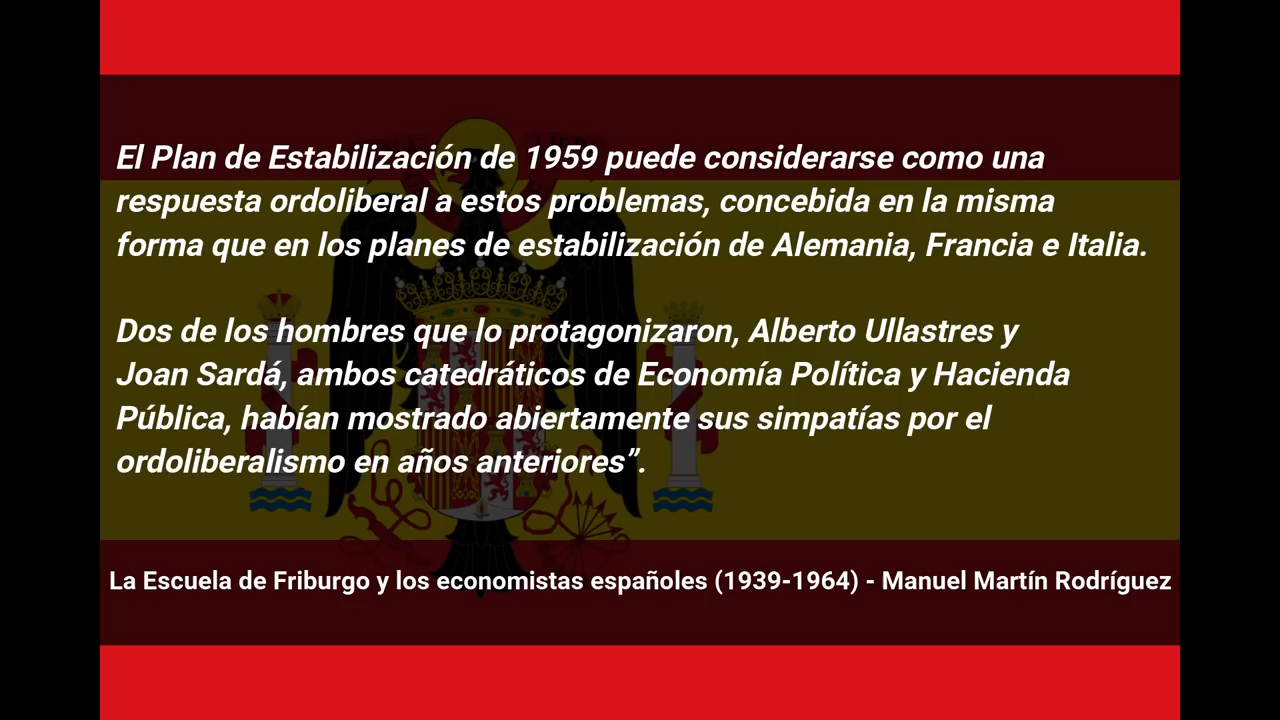 El Plan de Estabilización de 1959 puede considerarse como una
respuesta ordoliberal a estos problemas, concebida en la misma
forma que en los planes de estabilización de Alemania, Francia e Italia.
Dos de los hombres que lo protagonizaron, Alberto Ullastres y
Joan Sardá, ambos catedráticos de Economía Política y Hacienda
Pública, habían mostrado abiertamente sus simpatías por el
ordoliberalismo en años anteriores”.
La Escuela de Friburgo y los economistas españoles (1939-1964) - Manuel Martín Rodríguez